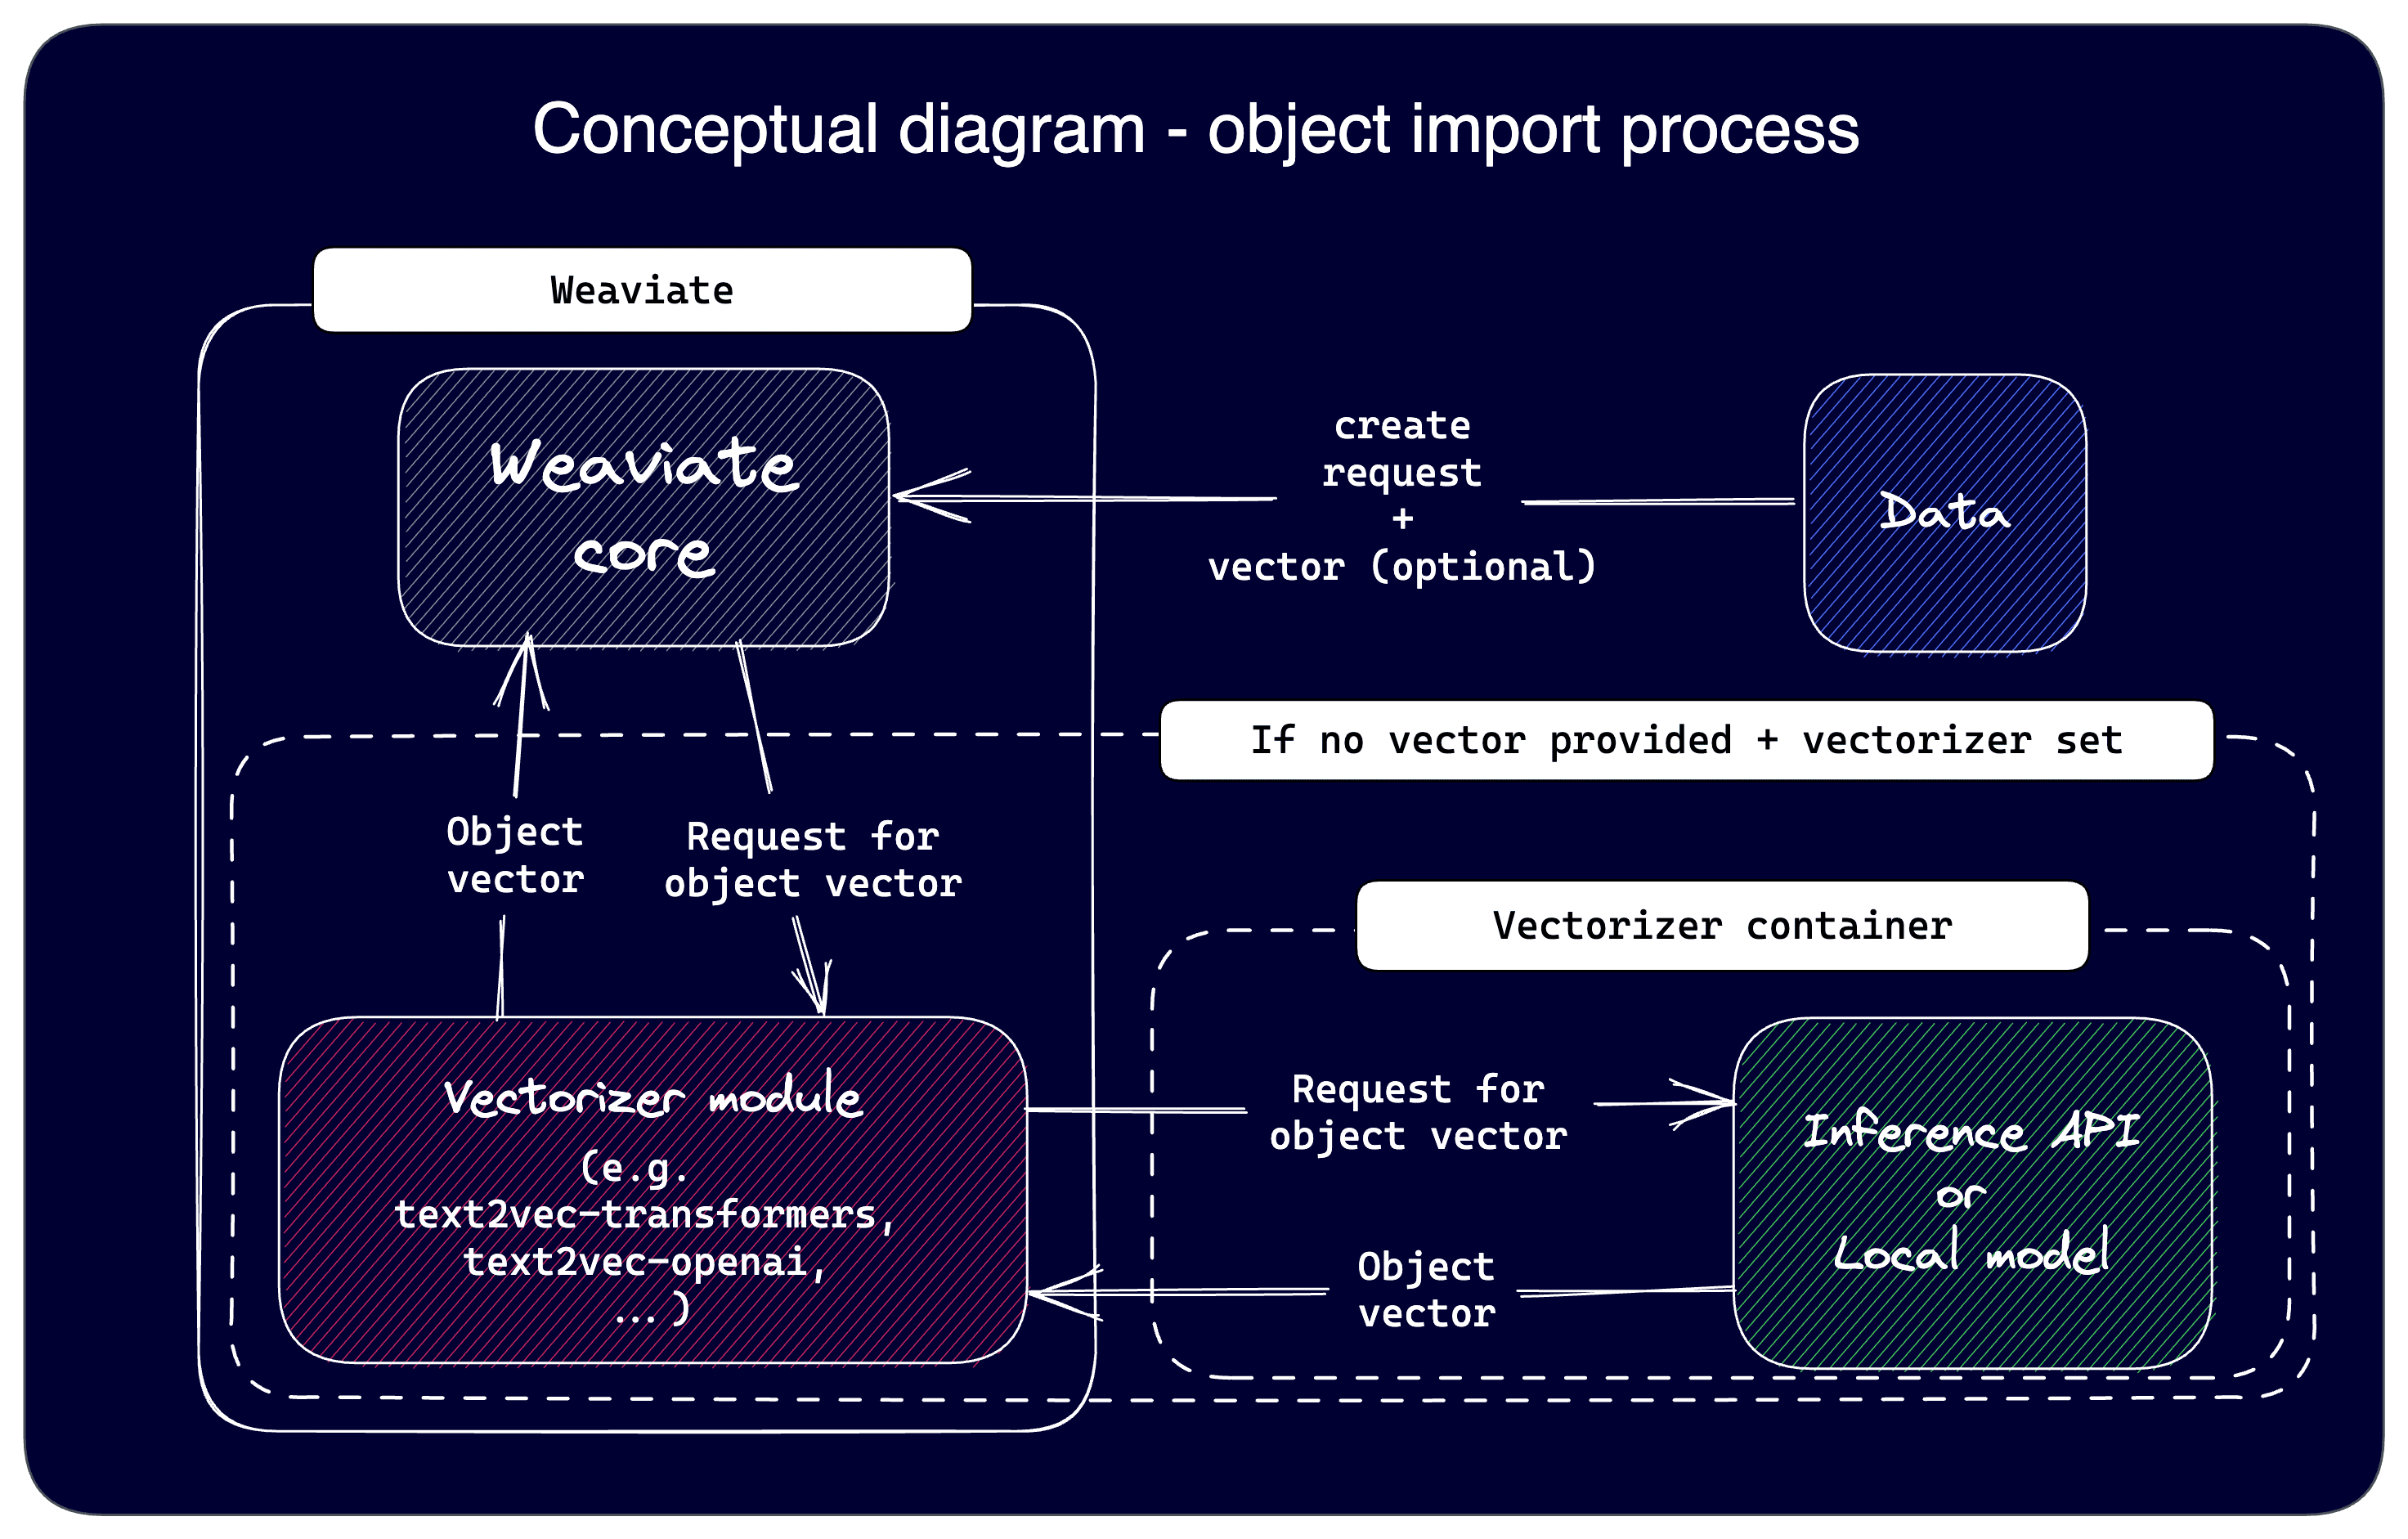 Conceptual diagram - object import process
Weaviate
Weaviate
core
create
request
+
vector (optional)
Data
If no vector provided + vectorizer set
Object
vector
Request for
object vector
Vectorizer container
Vectorizer module
(e.g.
text2vec-transformers,
text2vec-openai,
...)
Request for
object vector
Object
vector
Inference API
or
Local model